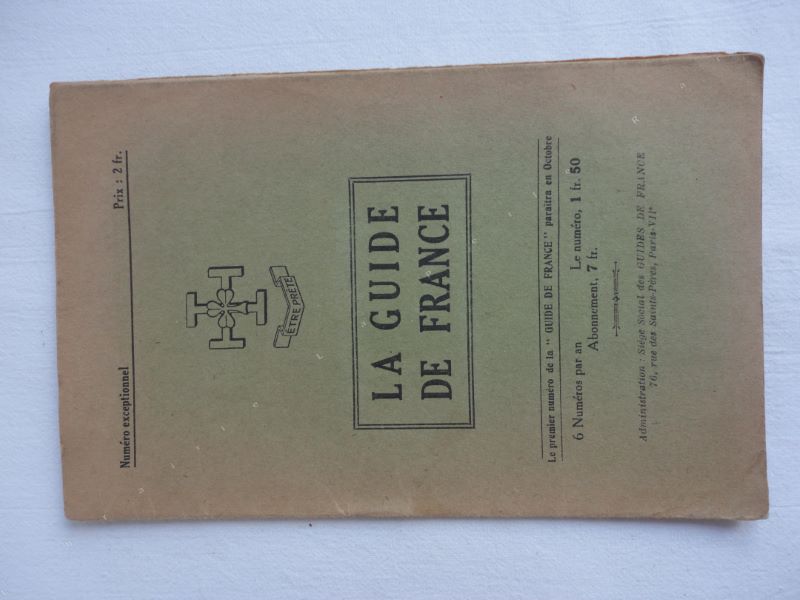 Numéro exceptionnel
Prix : 2 fr.
ÊTRE PRÊTE
LA GUIDE
DE FRANCE
Le premier numéro de la " GUIDE DE FRANCE " paraîtra en Octobre
6 Numéros par an Le numéro, 1 fr. 50
Abonnement, 7 fr.
Administration : Siège Social des GUIDES DE FRANCE
76, rue des Saints-Pères, Paris-VIIe